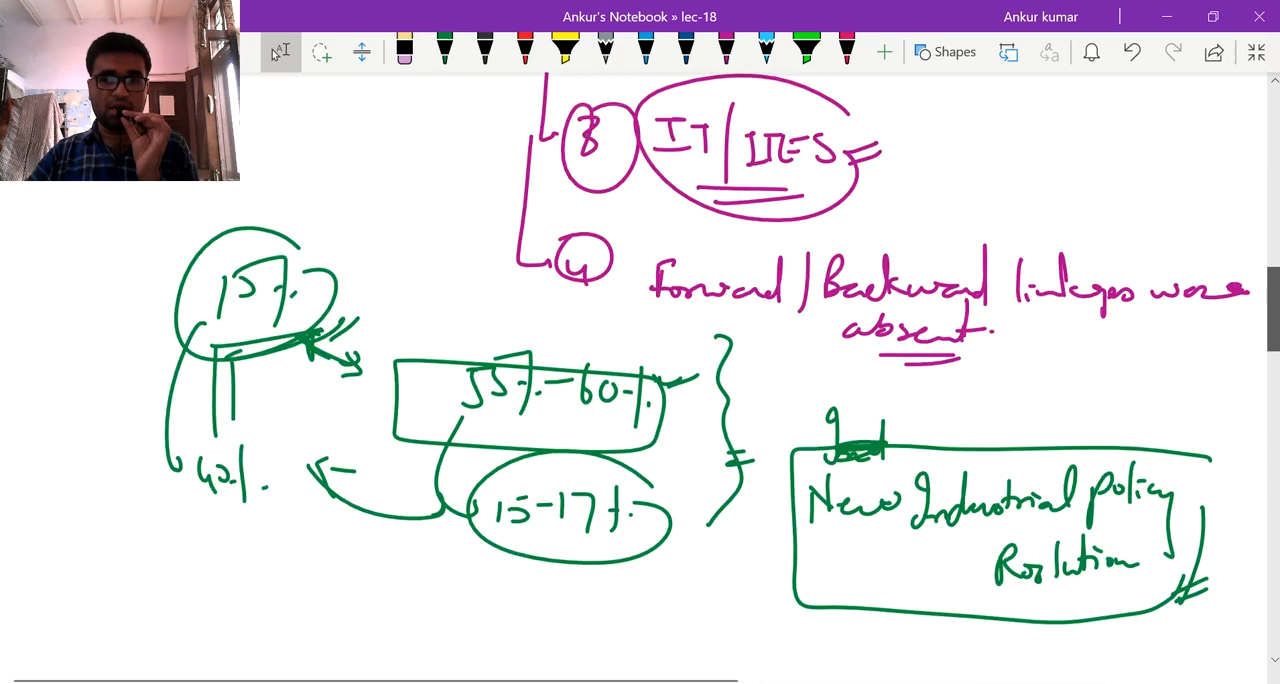 Ankur's Notebook » lec-18
Ankur kumar
Shapes
3 IT/ITES
4 Forward/Backward linkages were
absent.
15%
55%-60%
40%.
15-17%
New Industrial policy
Resolution